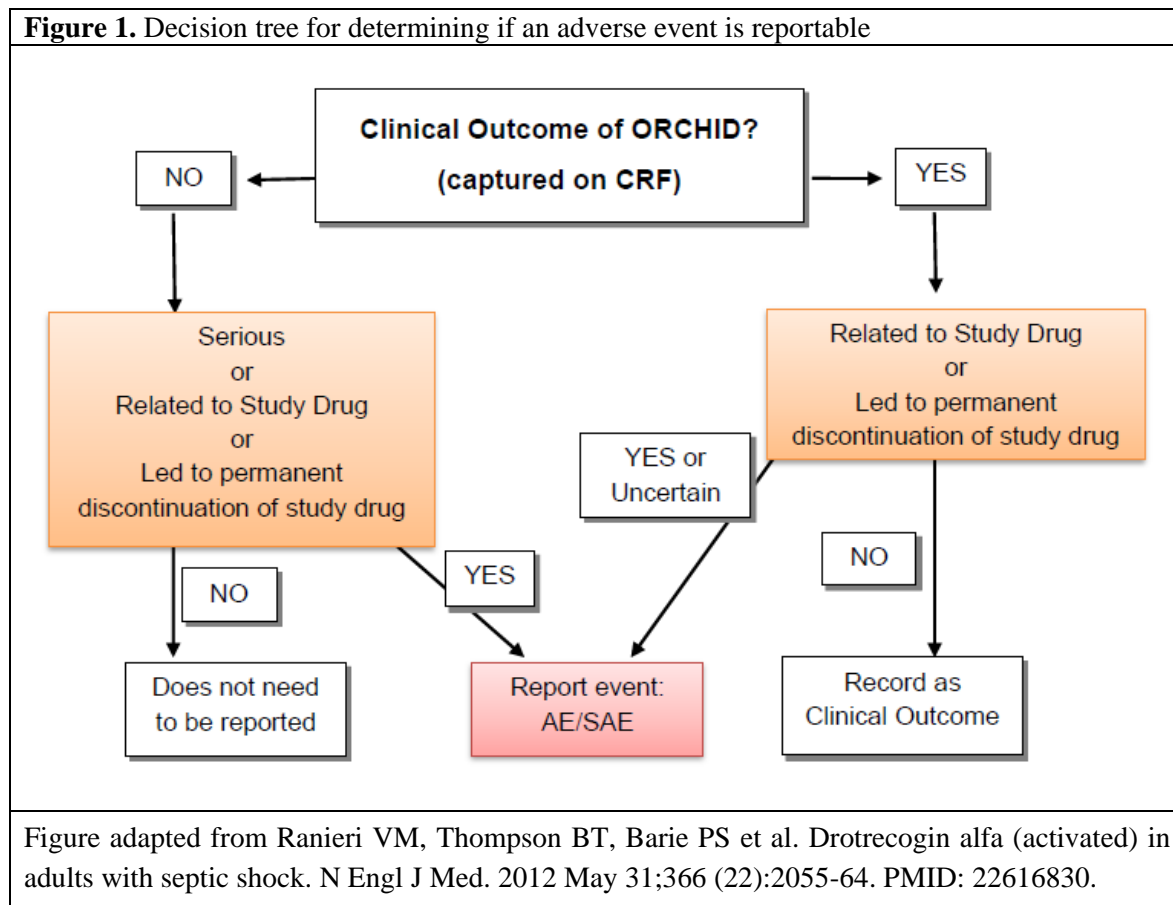 Figure 1. Decision tree for determining if an adverse event is reportable
Clinical Outcome of ORCHID?
(captured on CRF)
NO
YES
Serious
or
Related to Study Drug
or
Led to permanent
discontinuation of study drug
Related to Study Drug
or
Led to permanent
discontinuation of study drug
YES or
Uncertain
NO
YES
NO
Does not need
to be reported
Report event:
AE/SAE
Record as
Clinical Outcome
Figure adapted from Ranieri VM, Thompson BT, Barie PS et al. Drotrecogin alfa (activated) in
adults with septic shock. N Engl J Med. 2012 May 31;366 (22):2055-64. PMID: 22616830.